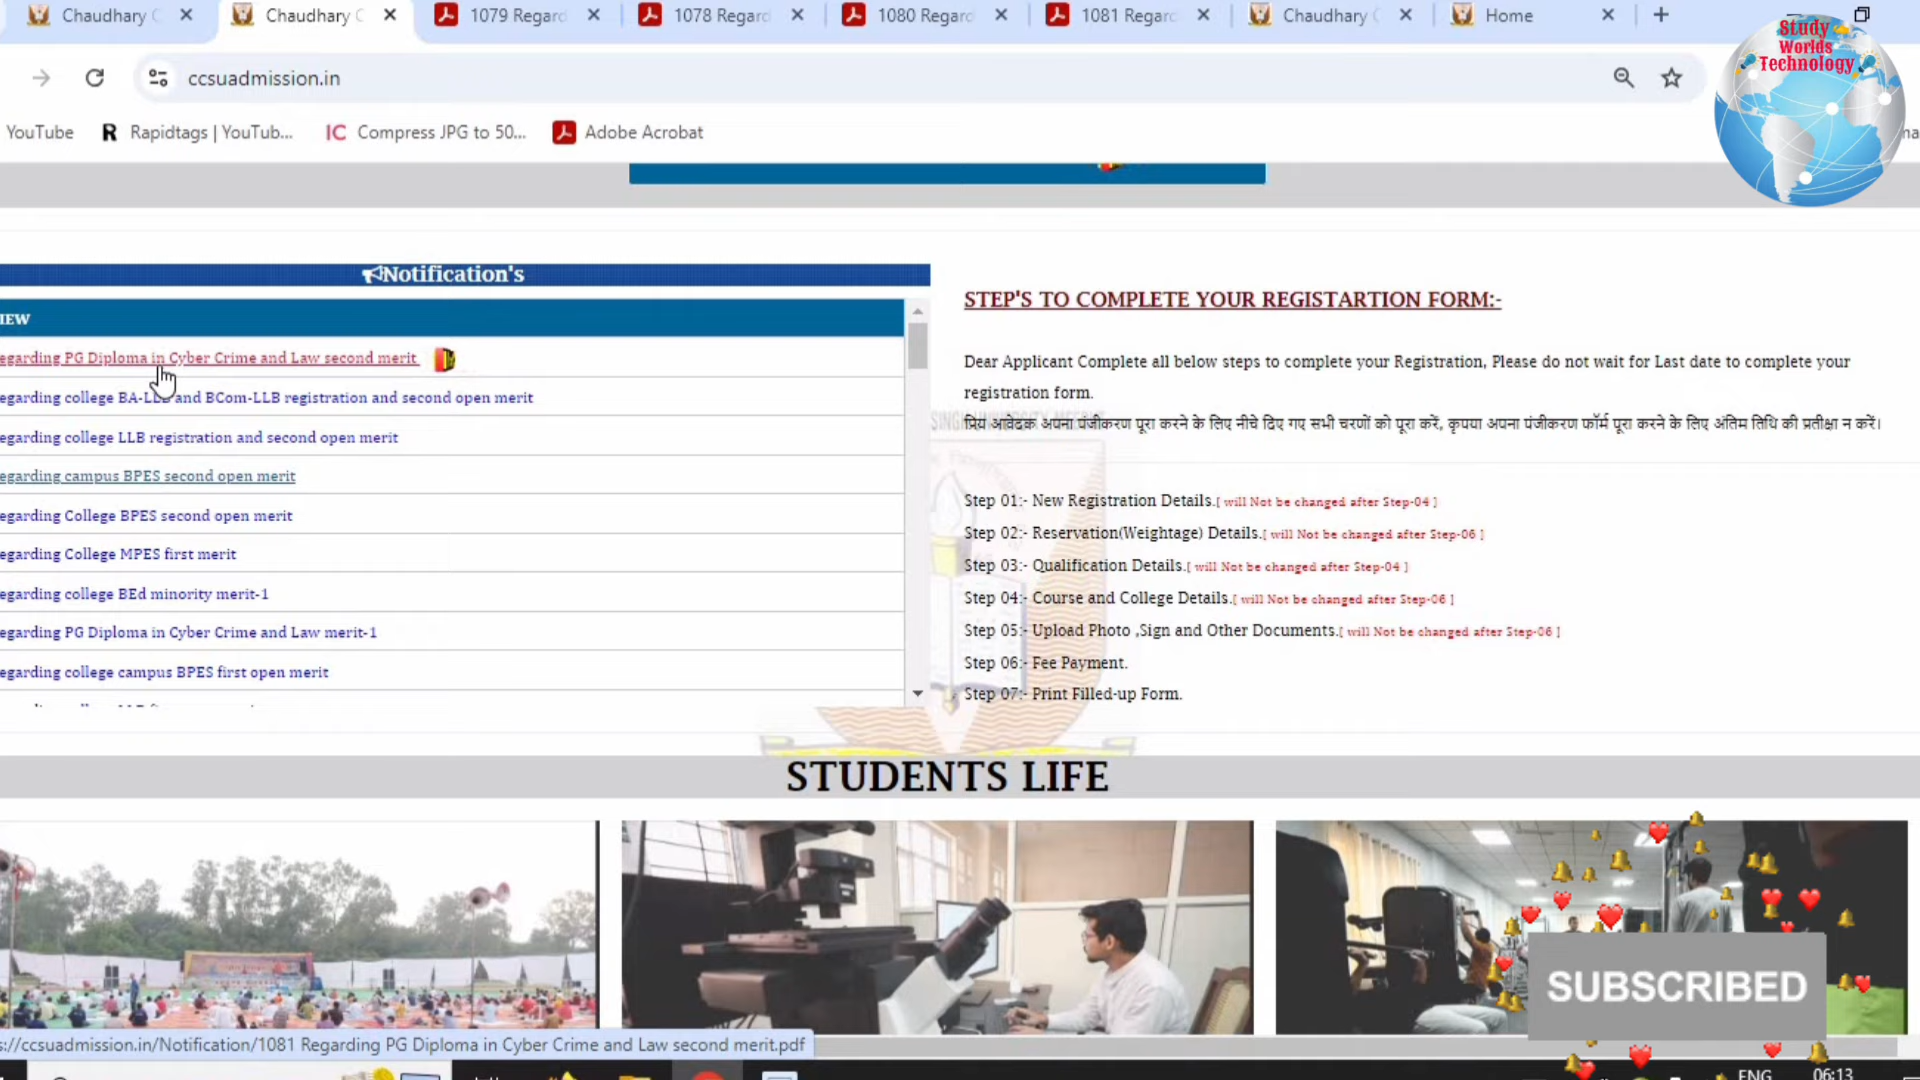 Chaudhary C
Chaudhary C
1079 Regard
1078 Regard
1080 Regard
1081 Regard
Chaudhary C
Home
ccsuadmission.in
YouTube
Rapidtags | YouTub...
IC Compress JPG to 50...
Adobe Acrobat
Study
Worlds
Technology
Notification's
IEW
egarding PG Diploma in Cyber Crime and Law second merit
egarding college BA-LLB and BCom-LLB registration and second open merit
egarding college LLB registration and second open merit
egarding campus BPES second open merit
egarding College BPES second open merit
egarding College MPES first merit
egarding college BEd minority merit-1
egarding PG Diploma in Cyber Crime and Law merit-1
egarding college campus BPES first open merit
STEP'S TO COMPLETE YOUR REGISTARTION FORM:-
Dear Applicant Complete all below steps to complete your Registration, Please do not wait for Last date to complete your
registration form.
प्रिय आवेदक अपना पंजीकरण पूरा करने के लिए नीचे दिए गए सभी चरणों को पूरा करें, कृपया अपना पंजीकरण फॉर्म पूरा करने के लिए अंतिम तिथि की प्रतीक्षा न करें।
Step 01:- New Registration Details.[ will Not be changed after Step-04 ]
Step 02:- Reservation(Weightage) Details.[ will Not be changed after Step-06 ]
Step 03:- Qualification Details.[ will Not be changed after Step-04 ]
Step 04:- Course and College Details.[ will Not be changed after Step-06 ]
Step 05:- Upload Photo ,Sign and Other Documents.[ will Not be changed after Step-06 ]
Step 06:- Fee Payment.
Step 07:- Print Filled-up Form.
STUDENTS LIFE
SUBSCRIBED
s://ccsuadmission.in/Notification/1081 Regarding PG Diploma in Cyber Crime and Law second merit.pdf
ENG
06:13